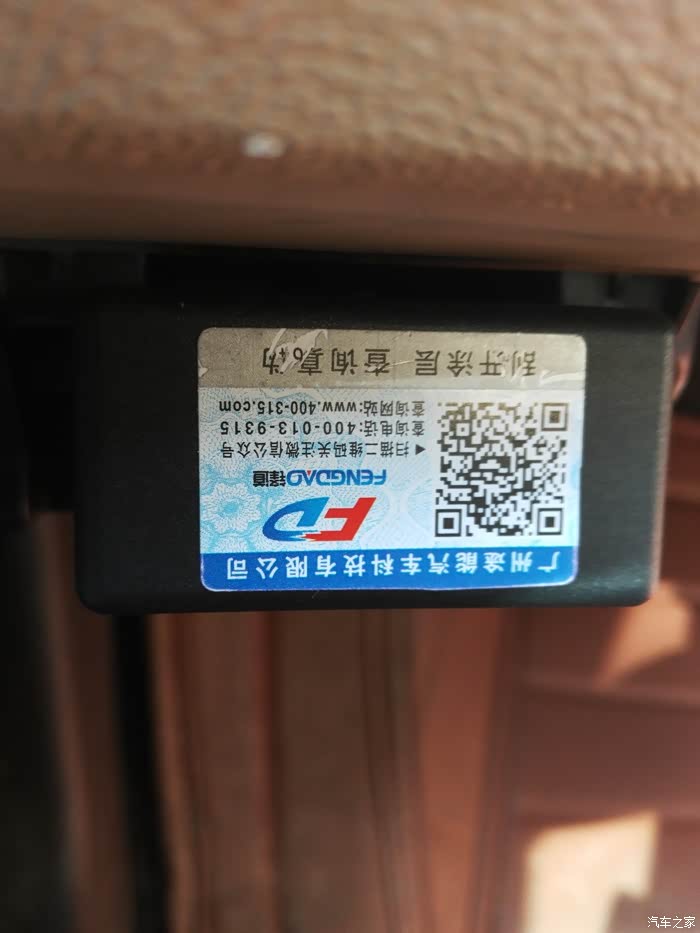 广州途能汽车科技有限公司
FD
FENGDAO锋道
◀扫描二维码关注微信公众号
查询电话:400-013-9315
查询网站:www.400-315.com
刮开涂层 查询真伪
汽车之家